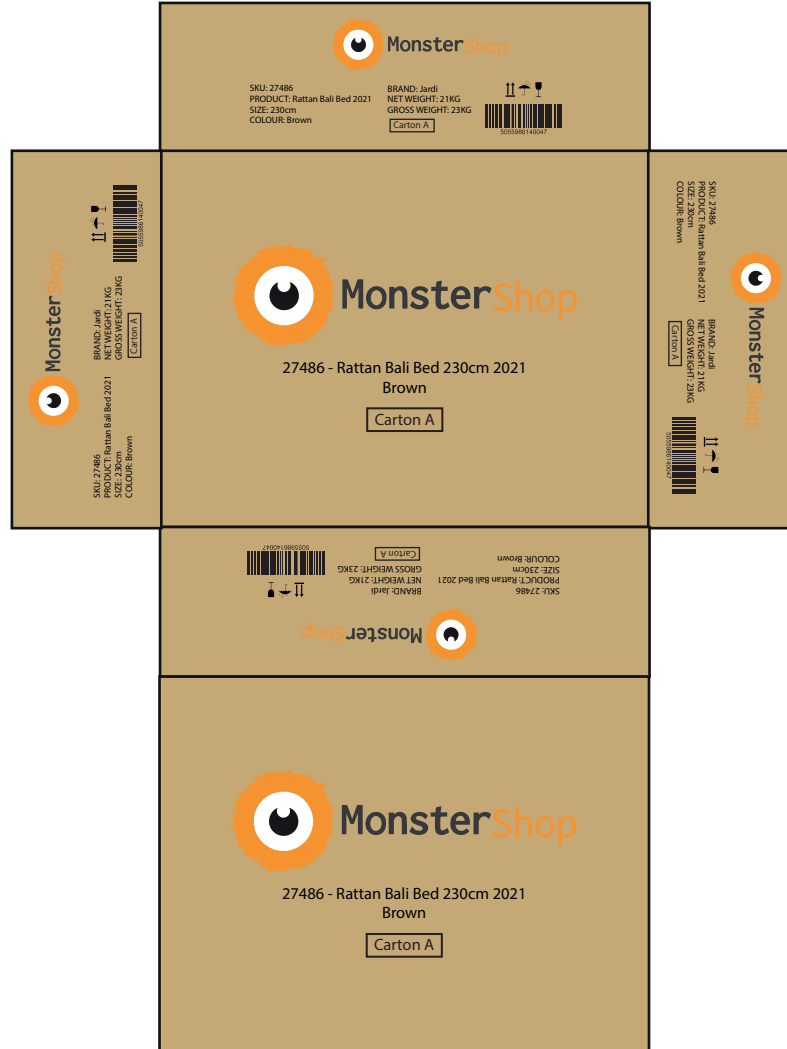 MonsterShop
SKU: 27486
PRODUCT: Rattan Bali Bed 2021
SIZE: 230cm
COLOUR: Brown
BRAND: Jardi
NET WEIGHT: 21KG
GROSS WEIGHT: 23KG
Carton A
5055986140047
MonsterShop
SKU: 27486
PRODUCT: Rattan Bali Bed 2021
SIZE: 230cm
COLOUR: Brown
BRAND: Jardi
NET WEIGHT: 21KG
GROSS WEIGHT: 23KG
Carton A
5055986140047
MonsterShop
27486 - Rattan Bali Bed 230cm 2021
Brown
Carton A
MonsterShop
SKU: 27486
PRODUCT: Rattan Bali Bed 2021
SIZE: 230cm
COLOUR: Brown
BRAND: Jardi
NET WEIGHT: 21KG
GROSS WEIGHT: 23KG
Carton A
5055986140047
MonsterShop
SKU: 27486
PRODUCT: Rattan Bali Bed 2021
SIZE: 230cm
COLOUR: Brown
BRAND: Jardi
NET WEIGHT: 21KG
GROSS WEIGHT: 23KG
Carton A
5055986140047
MonsterShop
27486 - Rattan Bali Bed 230cm 2021
Brown
Carton A